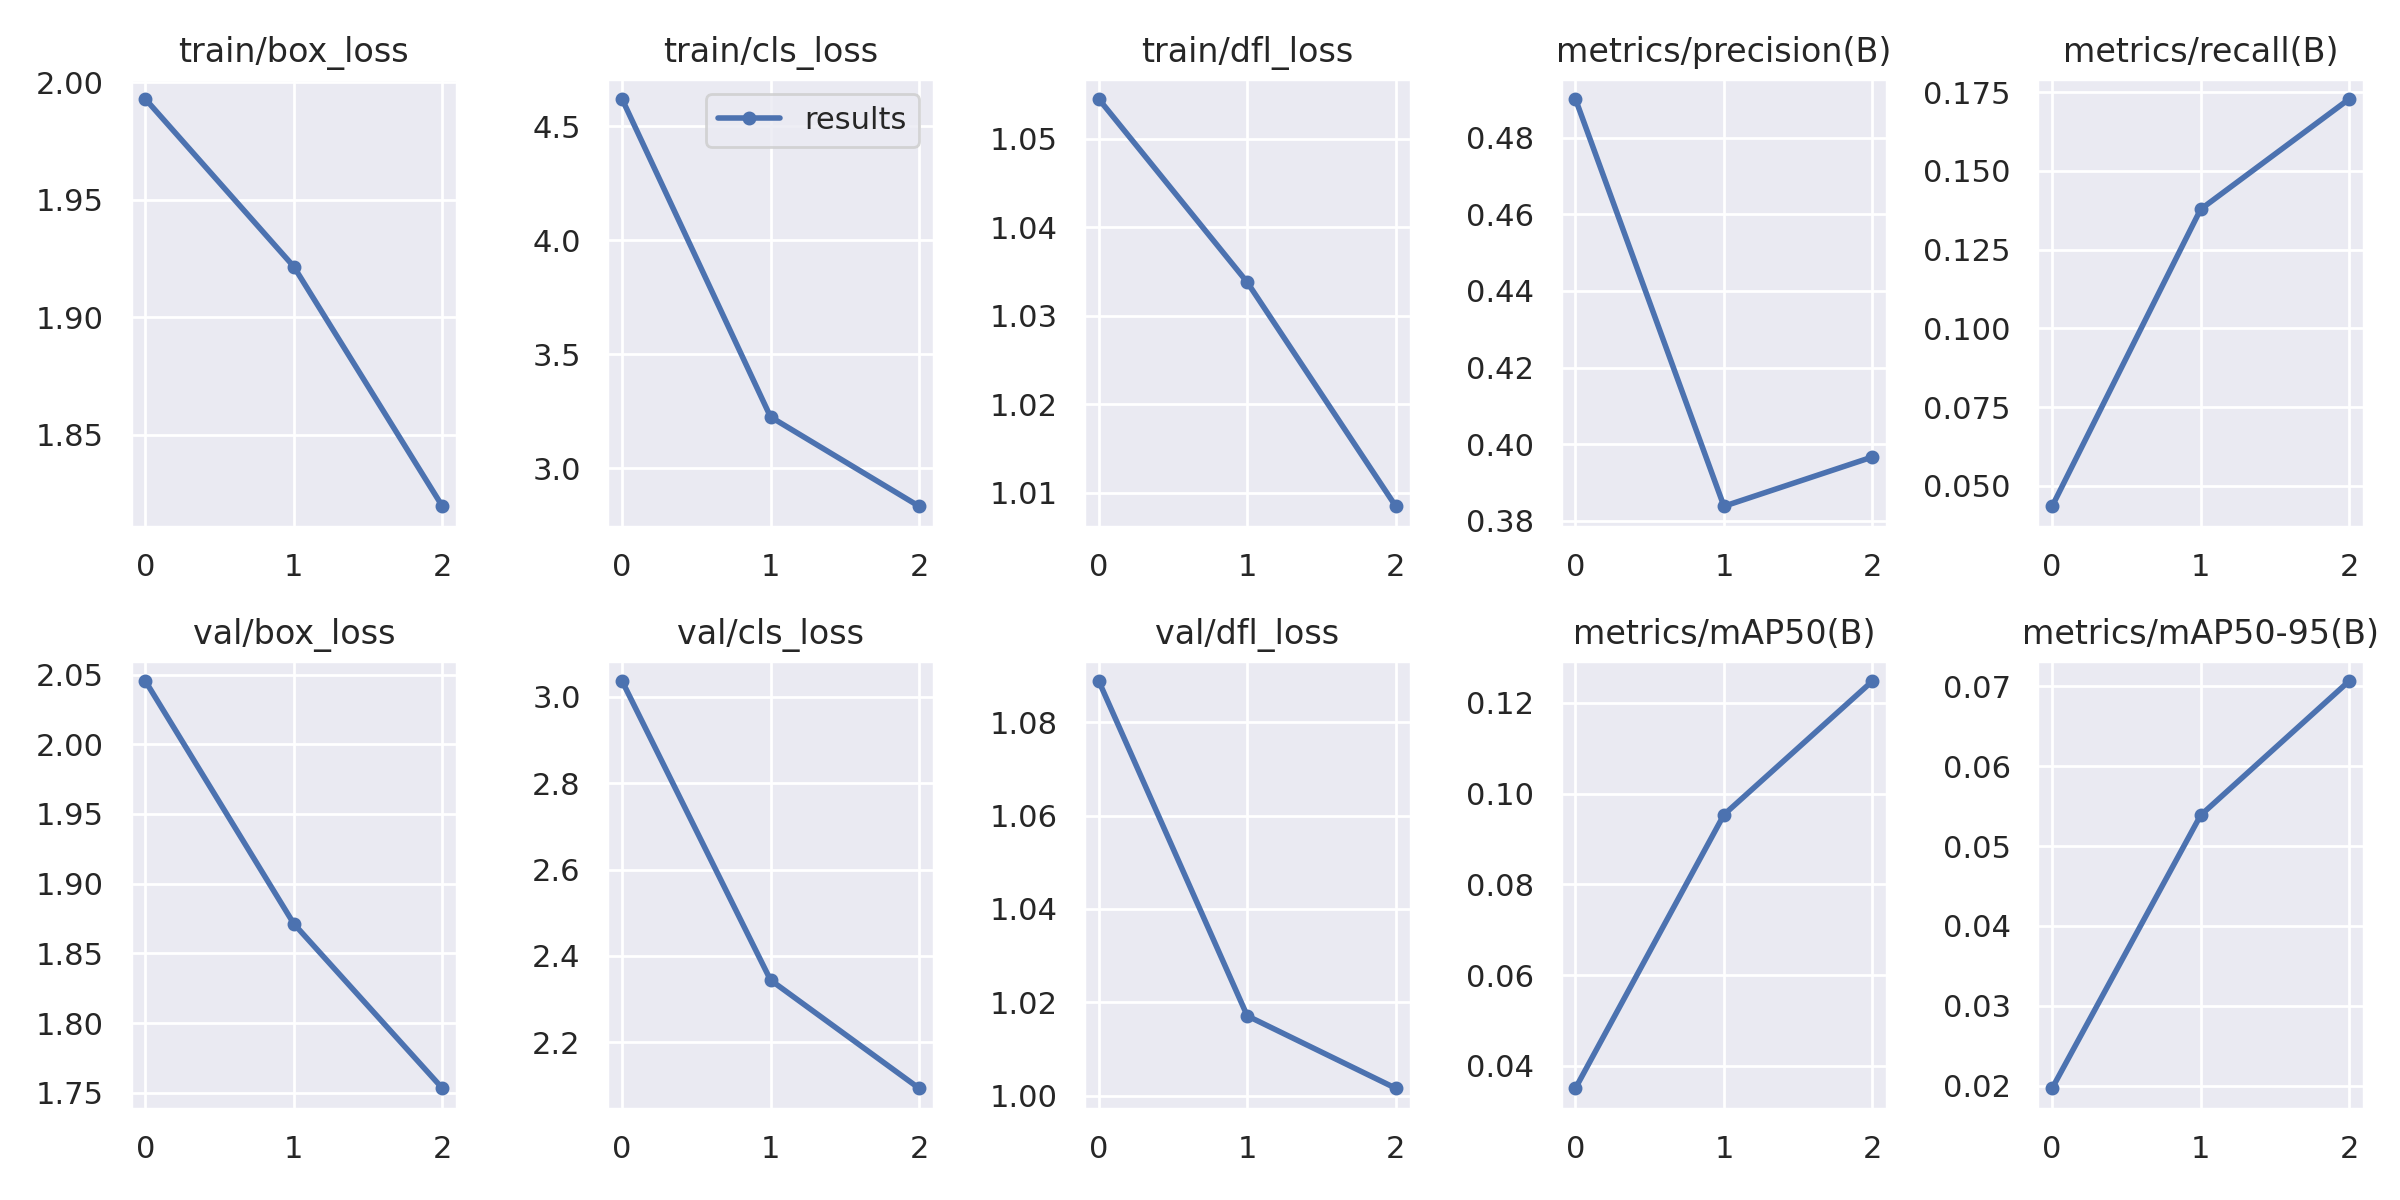 train/box_loss
2.00
1.95
1.90
1.85
0 1 2
train/cls_loss
results
4.5
4.0
3.5
3.0
0 1 2
train/dfl_loss
1.05
1.04
1.03
1.02
1.01
0 1 2
metrics/precision(B)
0.48
0.46
0.44
0.42
0.40
0.38
0 1 2
metrics/recall(B)
0.175
0.150
0.125
0.100
0.075
0.050
0 1 2
val/box_loss
2.05
2.00
1.95
1.90
1.85
1.80
1.75
0 1 2
val/cls_loss
3.0
2.8
2.6
2.4
2.2
0 1 2
val/dfl_loss
1.08
1.06
1.04
1.02
1.00
0 1 2
metrics/mAP50(B)
0.12
0.10
0.08
0.06
0.04
0 1 2
metrics/mAP50-95(B)
0.07
0.06
0.05
0.04
0.03
0.02
0 1 2